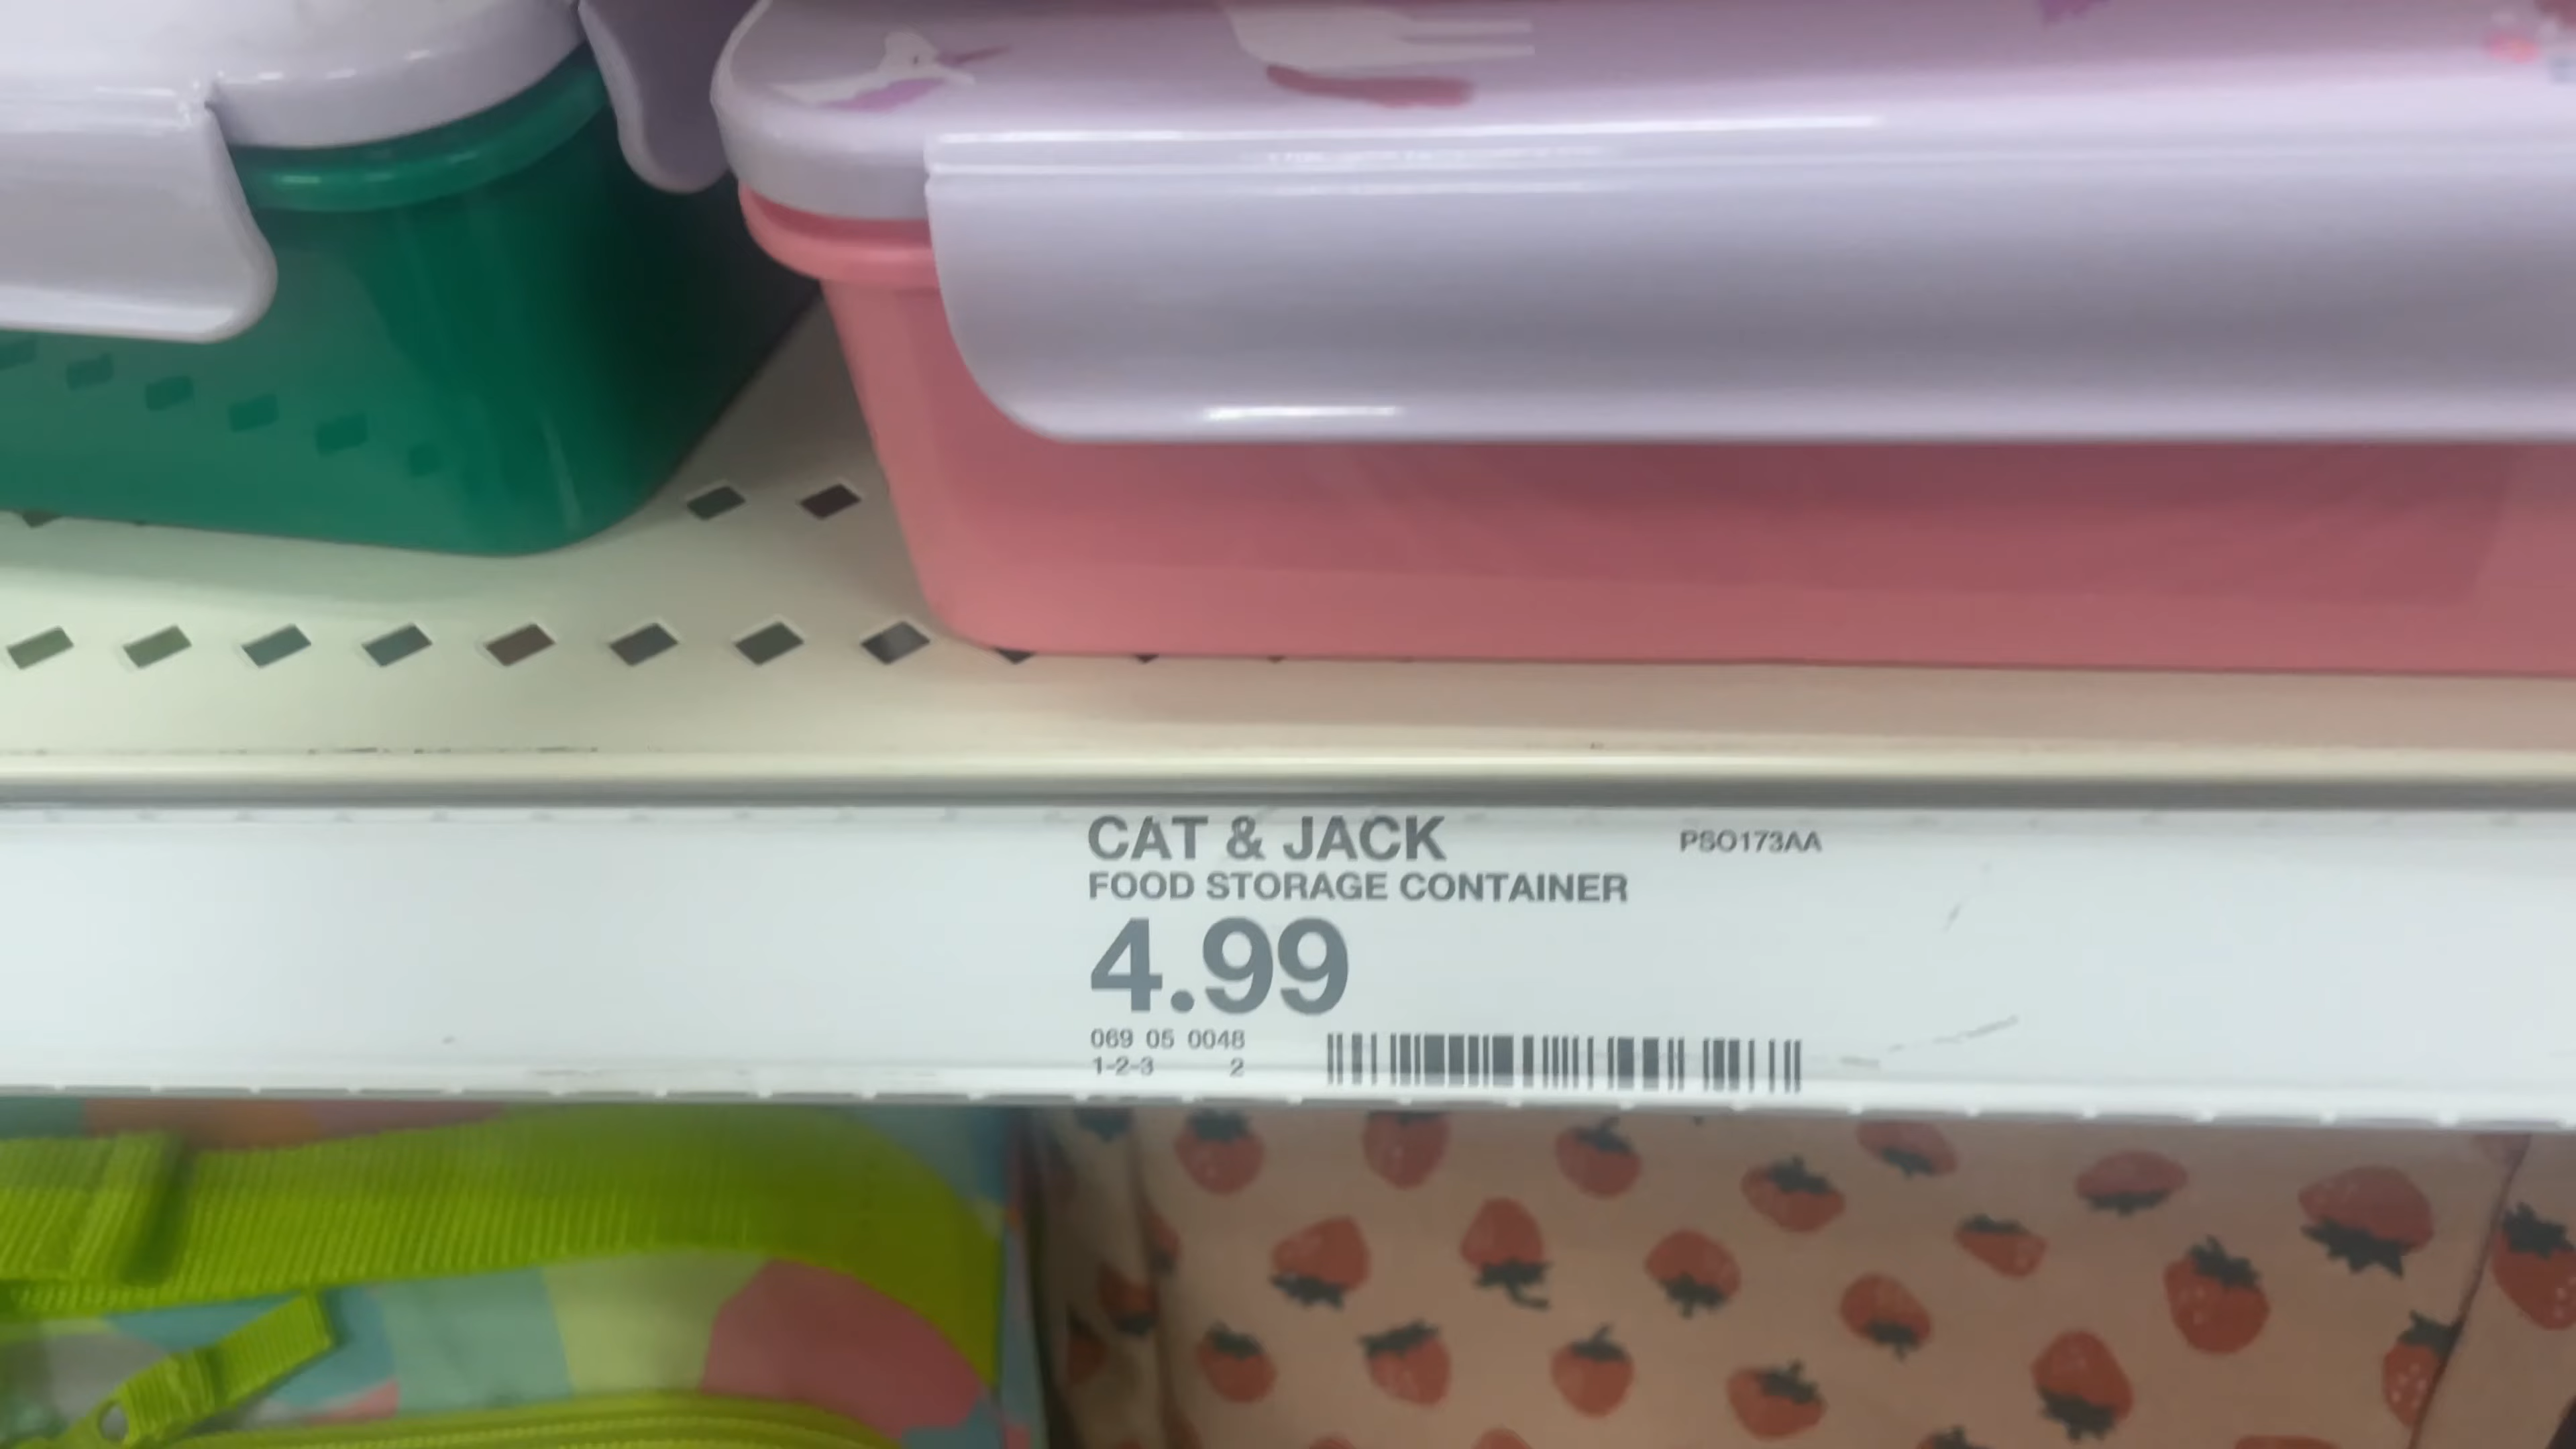 CAT & JACK
PSO173AA
FOOD STORAGE CONTAINER
4.99
069 05 0048
1-2-3 2